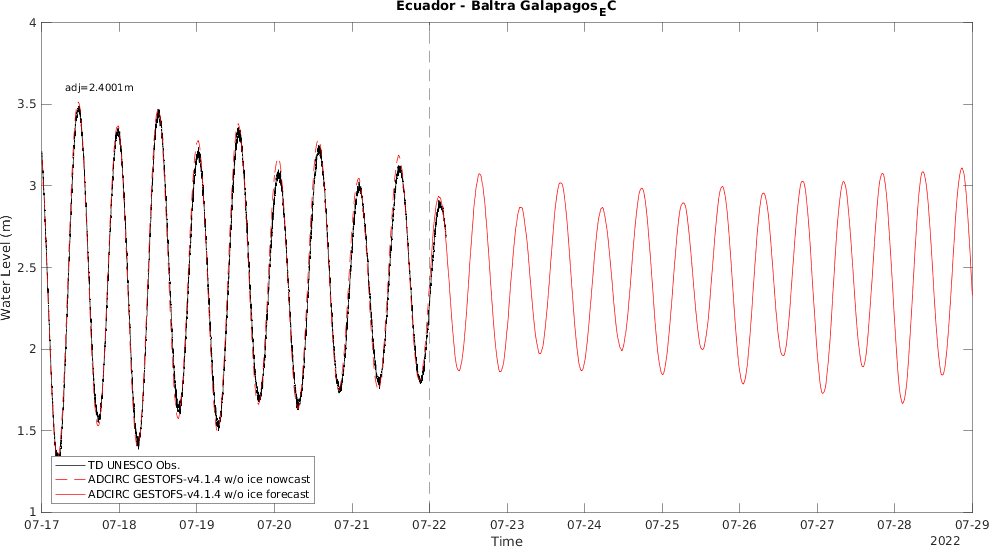 Ecuador - Baltra Galapagos_EC
4
adj=2.4001m
3.5
3
2.5
Water Level (m)
2
1.5
TD UNESCO Obs.
ADCIRC GESTOFS-v4.1.4 w/o ice nowcast
ADCIRC GESTOFS-v4.1.4 w/o ice forecast
1
07-17 07-18 07-19 07-20 07-21 07-22 07-23 07-24 07-25 07-26 07-27 07-28 07-29
Time
2022